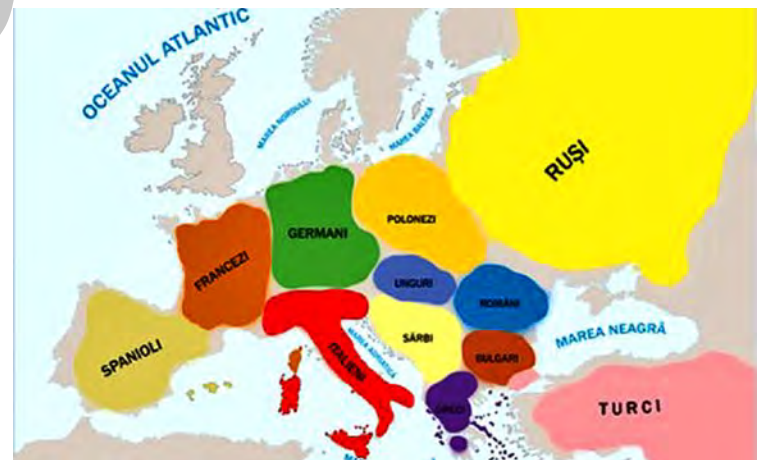 OCEANUL ATLANTIC
MAREA NORDULUI
MAREA BALTICĂ
RUȘI
POLONEZI
GERMANI
FRANCEZI
UNGURI
ROMÂNI
SÂRBI
MAREA NEAGRĂ
MAREA ADRIATICĂ
ITALIENI
BULGARI
SPANIOLI
GRECI
TURCI